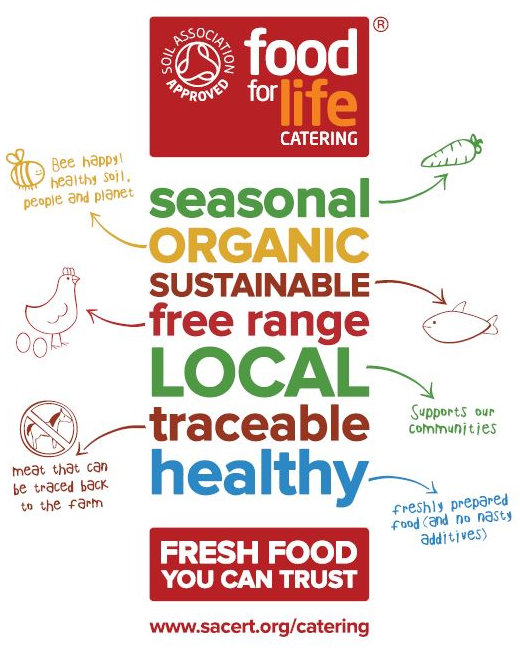 SOIL ASSOCIATION
APPROVED
food
for life
CATERING
®
Bee happy!
healthy soil,
people and planet
seasonal
ORGANIC
SUSTAINABLE
free range
LOCAL
Supports our
communities
traceable
meat that can
be traced back
to the farm
healthy
freshly prepared
food (and no nasty
additives)
FRESH FOOD
YOU CAN TRUST
www.sacert.org/catering